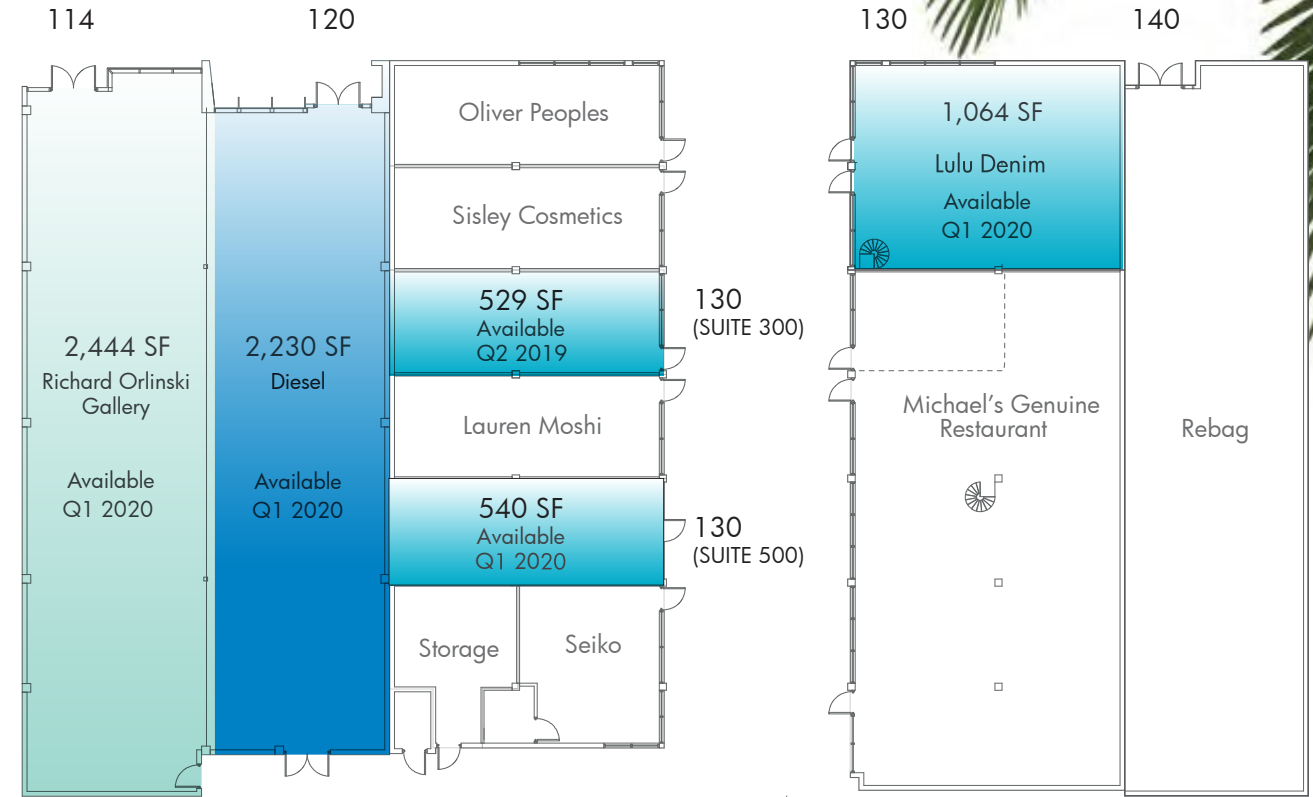 114
120
130
140
2,444 SF
Richard Orlinski
Gallery
Available
Q1 2020
2,230 SF
Diesel
Available
Q1 2020
Oliver Peoples
Sisley Cosmetics
529 SF
Available
Q2 2019
130
(SUITE 300)
Lauren Moshi
540 SF
Available
Q1 2020
130
(SUITE 500)
Storage
Seiko
1,064 SF
Lulu Denim
Available
Q1 2020
Michael's Genuine
Restaurant
Rebag